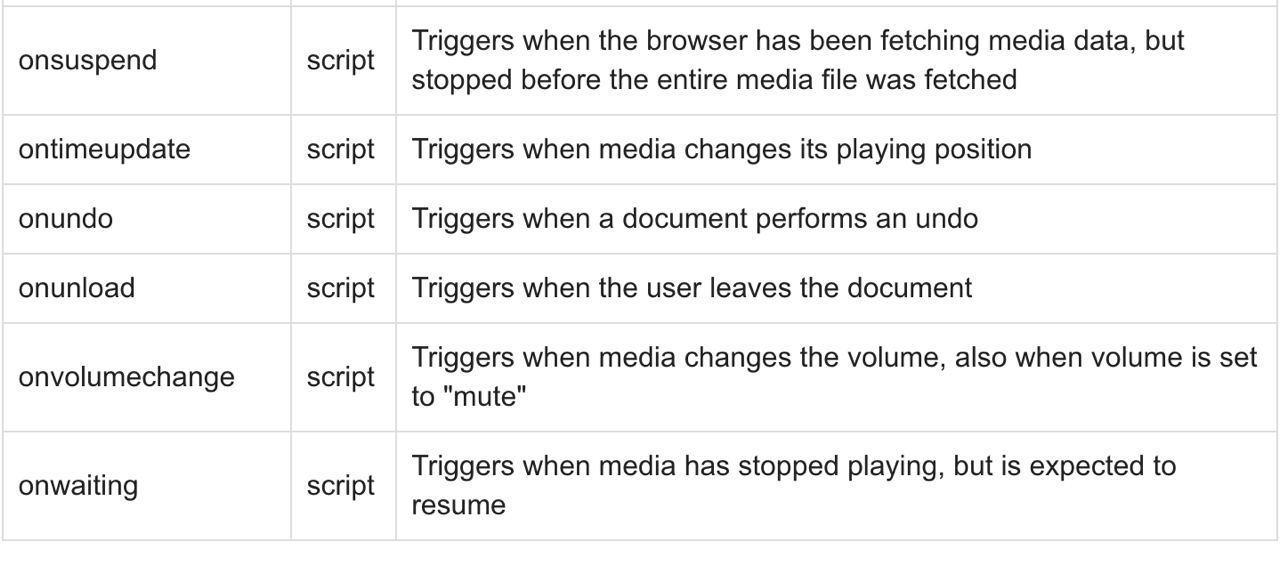 onsuspend script Triggers when the browser has been fetching media data, but
stopped before the entire media file was fetched
ontimeupdate script Triggers when media changes its playing position
onundo script Triggers when a document performs an undo
onunload script Triggers when the user leaves the document
onvolumechange script Triggers when media changes the volume, also when volume is set
to "mute"
onwaiting script Triggers when media has stopped playing, but is expected to
resume